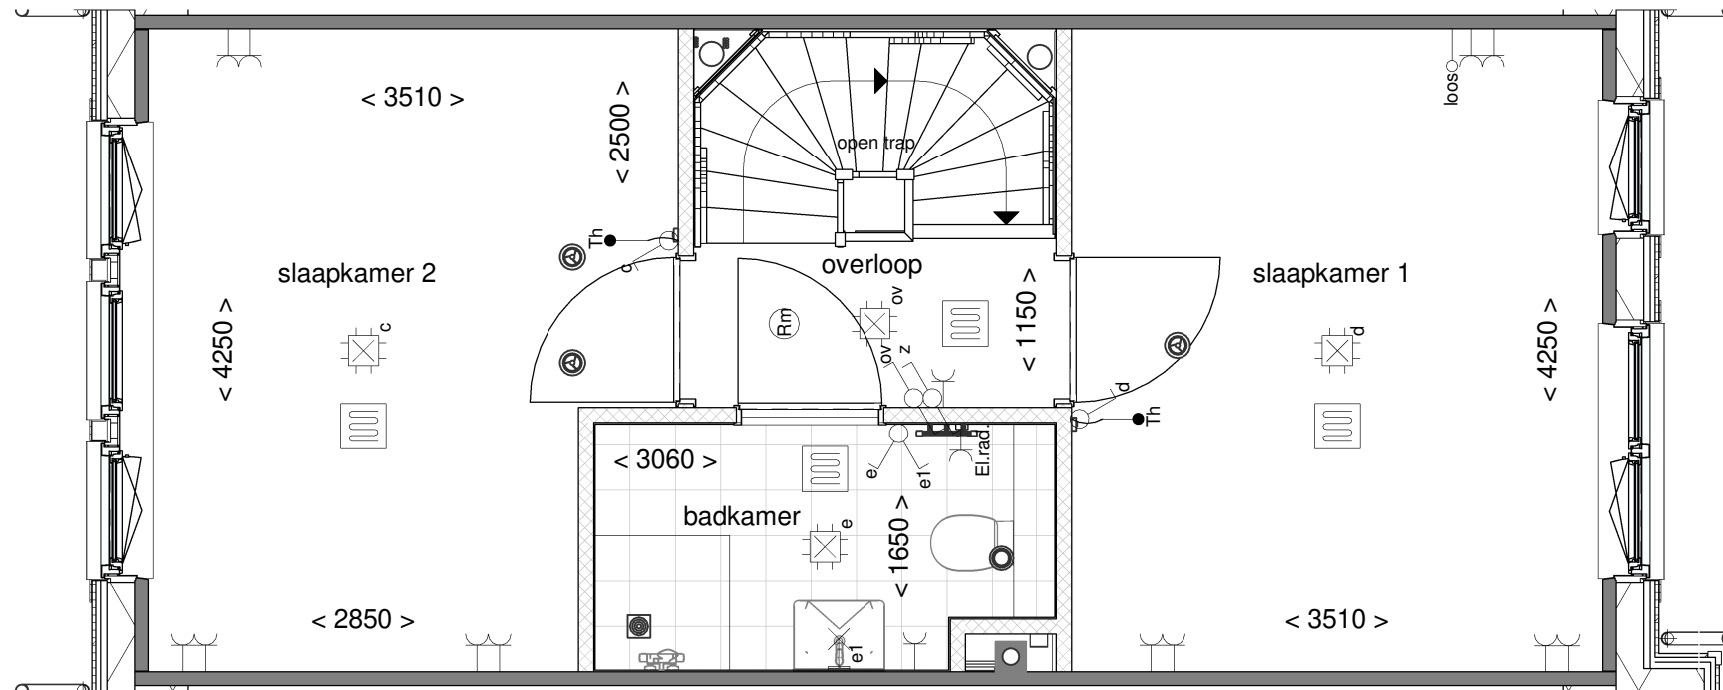 loos
< 3510 >
< 2500 >
open trap
Th
c
slaapkamer 2
overloop
slaapkamer 1
ov
Rm
< 1150 >
< 4250 >
c
ov
z
d
< 4250 >
d
Th
< 3060 >
El.rad.
e
e1
badkamer
e
< 1650 >
< 2850 >
< 3510 >
e1